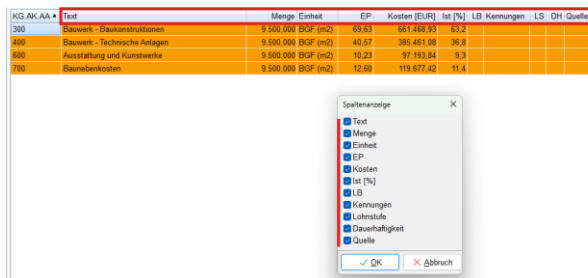 KG.AK.AA Text Menge Einheit EP Kosten [EUR] Ist [%] LB Kennungen LS DH Quelle
300 Bauwerk - Baukonstruktionen 9.500,000 BGF (m2) 69,63 661.468,93 63,2
400 Bauwerk - Technische Anlagen 9.500,000 BGF (m2) 40,57 385.461,08 36,8
600 Ausstattung und Kunstwerke 9.500,000 BGF (m2) 10,23 97.193,84 9,3
700 Baunebenkosten 9.500,000 BGF (m2) 12,60 119.677,42 11,4
Spaltenanzeige
Text
Menge
Einheit
EP
Kosten
Ist [%]
LB
Kennungen
Lohnstufe
Dauerhaftigkeit
Quelle
OK Abbruch